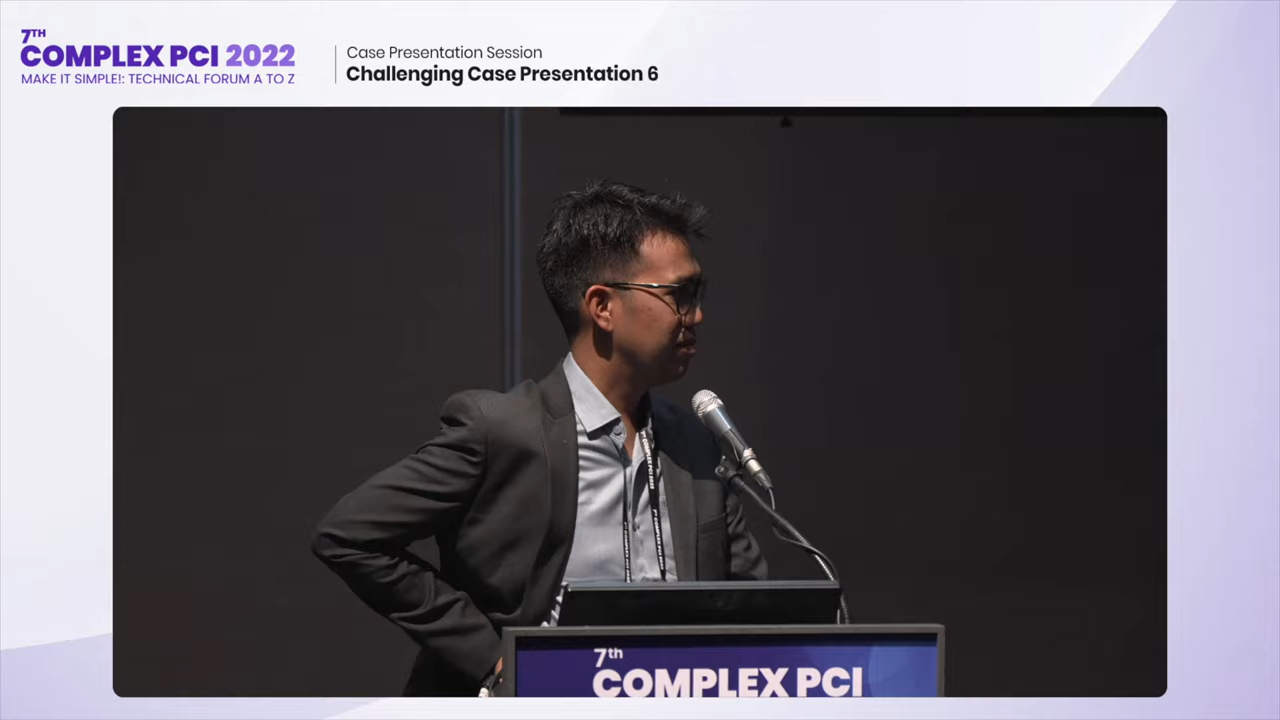 7TH
COMPLEX PCI 2022
MAKE IT SIMPLE!: TECHNICAL FORUM A TO Z
Case Presentation Session
Challenging Case Presentation 6
7th
COMPLEX PCI